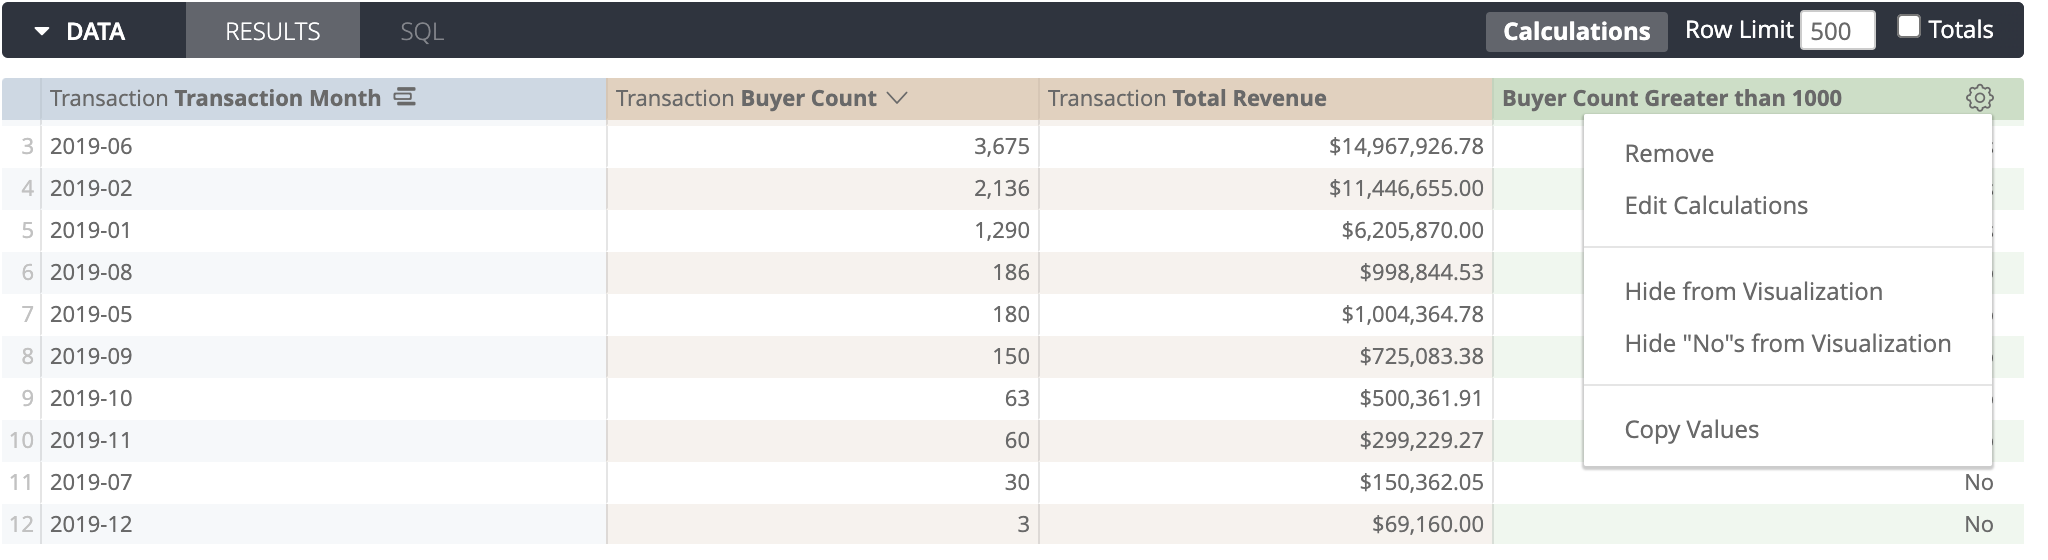 DATA RESULTS SQL Calculations Row Limit 500 Totals
Transaction Transaction Month Transaction Buyer Count Transaction Total Revenue Buyer Count Greater than 1000
3 2019-06 3,675 $14,967,926.78
4 2019-02 2,136 $11,446,655.00
5 2019-01 1,290 $6,205,870.00
6 2019-08 186 $998,844.53
7 2019-05 180 $1,004,364.78
8 2019-09 150 $725,083.38
9 2019-10 63 $500,361.91
10 2019-11 60 $299,229.27
11 2019-07 30 $150,362.05 No
12 2019-12 3 $69,160.00 No
Remove
Edit Calculations
Hide from Visualization
Hide "No"s from Visualization
Copy Values